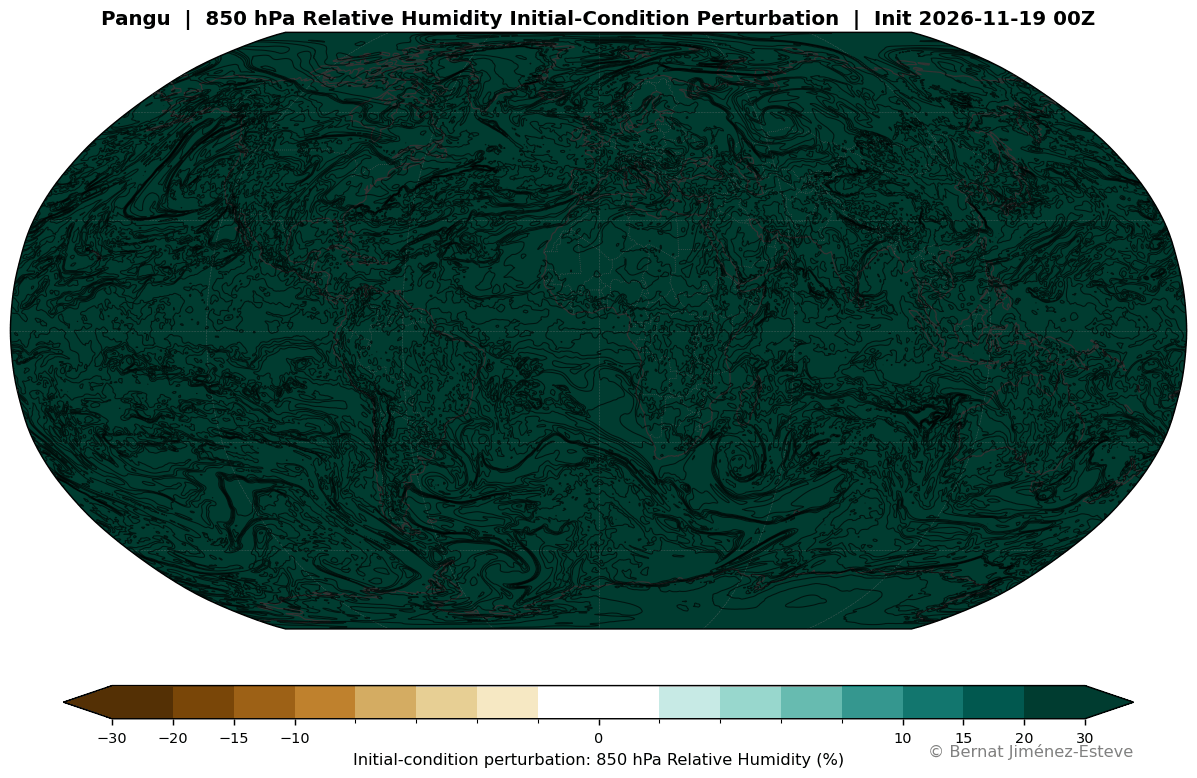 Pangu | 850 hPa Relative Humidity Initial-Condition Perturbation | Init 2026-11-19 00Z
−30 −20 −15 −10 0 10 15 20 30
Initial-condition perturbation: 850 hPa Relative Humidity (%)
© Bernat Jiménez-Esteve